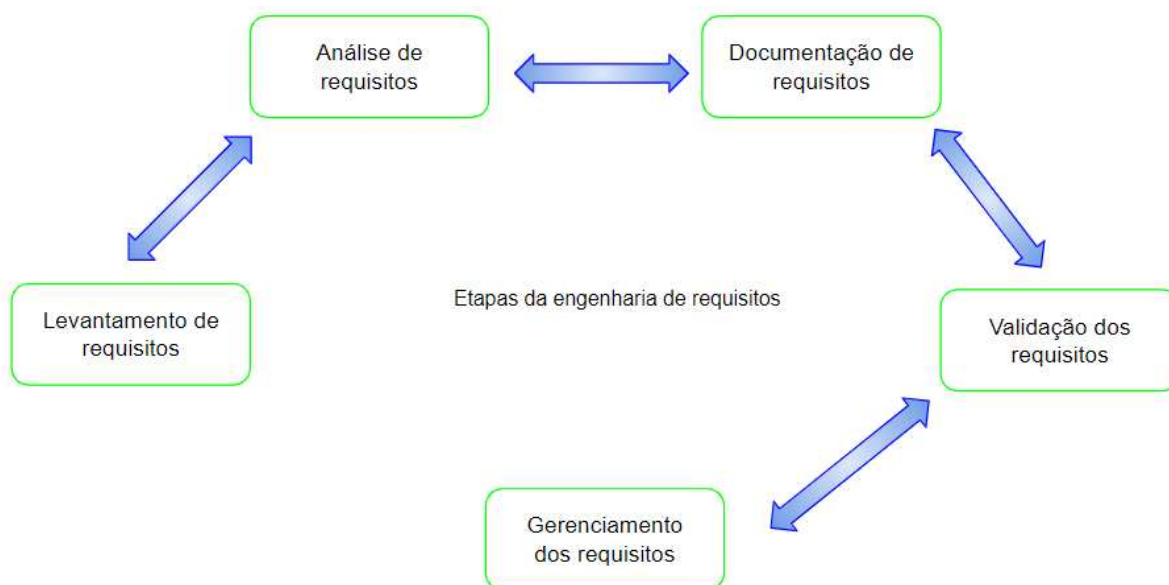 Análise de
requisitos
Documentação de
requisitos
Levantamento de
requisitos
Etapas da engenharia de requisitos
Validação dos
requisitos
Gerenciamento
dos requisitos